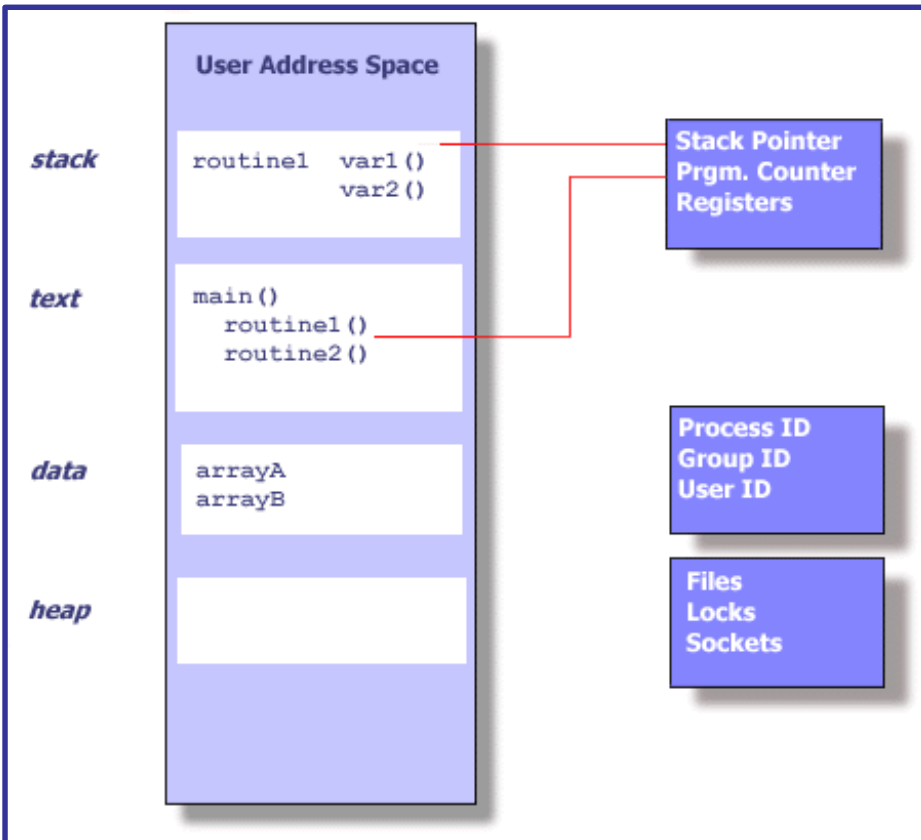 User Address Space
stack
routine1 var1()
var2()
text
main()
routine1()
routine2()
data
arrayA
arrayB
heap
Stack Pointer
Prgm. Counter
Registers
Process ID
Group ID
User ID
Files
Locks
Sockets